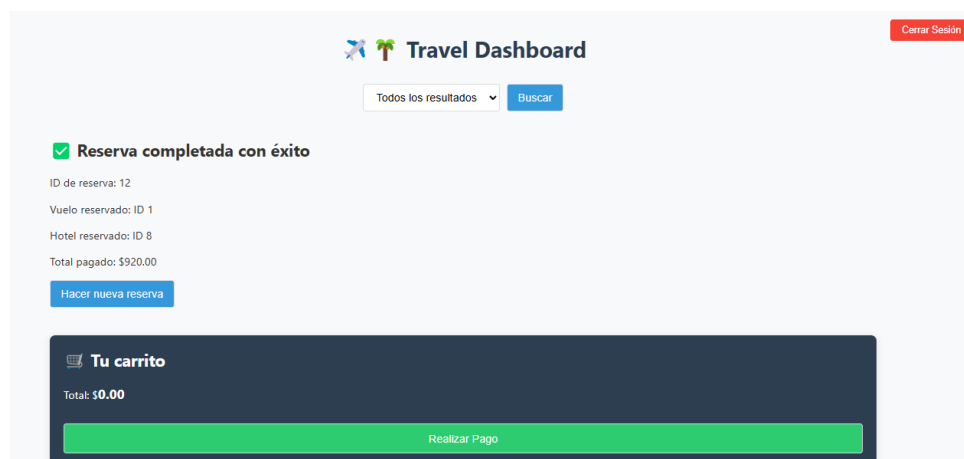 Cerrar Sesión
Travel Dashboard
Todos los resultados Buscar
Reserva completada con éxito
ID de reserva: 12
Vuelo reservado: ID 1
Hotel reservado: ID 8
Total pagado: $920.00
Hacer nueva reserva
Tu carrito
Total: $0.00
Realizar Pago